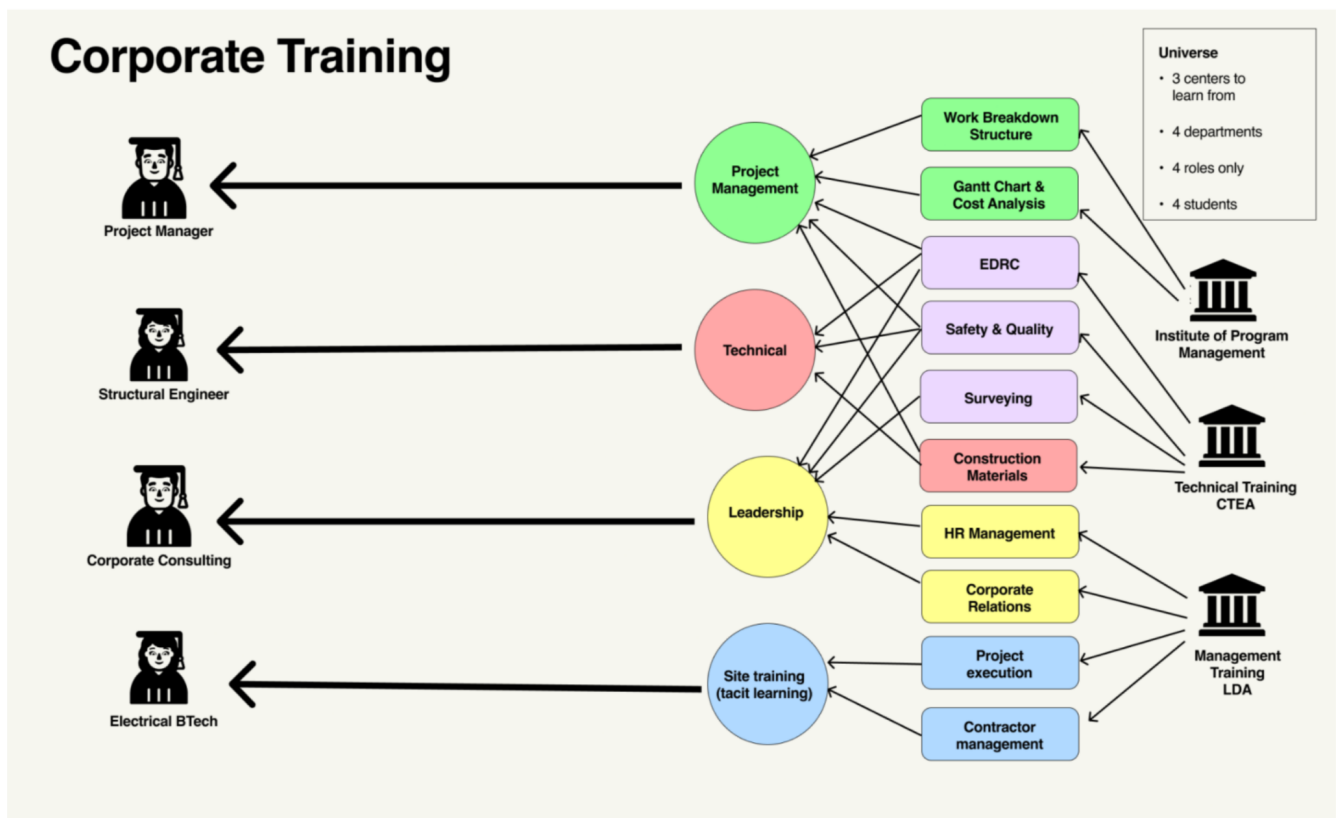 Corporate Training
Universe
• 3 centers to
learn from
• 4 departments
• 4 roles only
• 4 students
Project Manager
Structural Engineer
Corporate Consulting
Electrical BTech
Project
Management
Technical
Leadership
Site training
(tacit learning)
Work Breakdown
Structure
Gantt Chart &
Cost Analysis
EDRC
Safety & Quality
Surveying
Construction
Materials
HR Management
Corporate
Relations
Project
execution
Contractor
management
Institute of Program
Management
Technical Training
CTEA
Management
Training
LDA